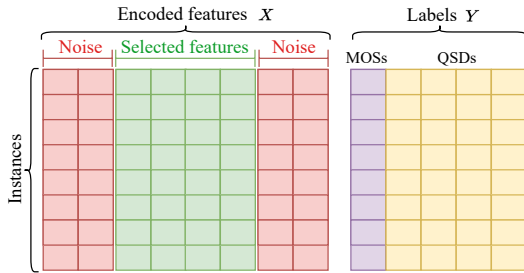 Encoded features X
Labels Y
Noise
Selected features
Noise
MOSs
QSDs
Instances